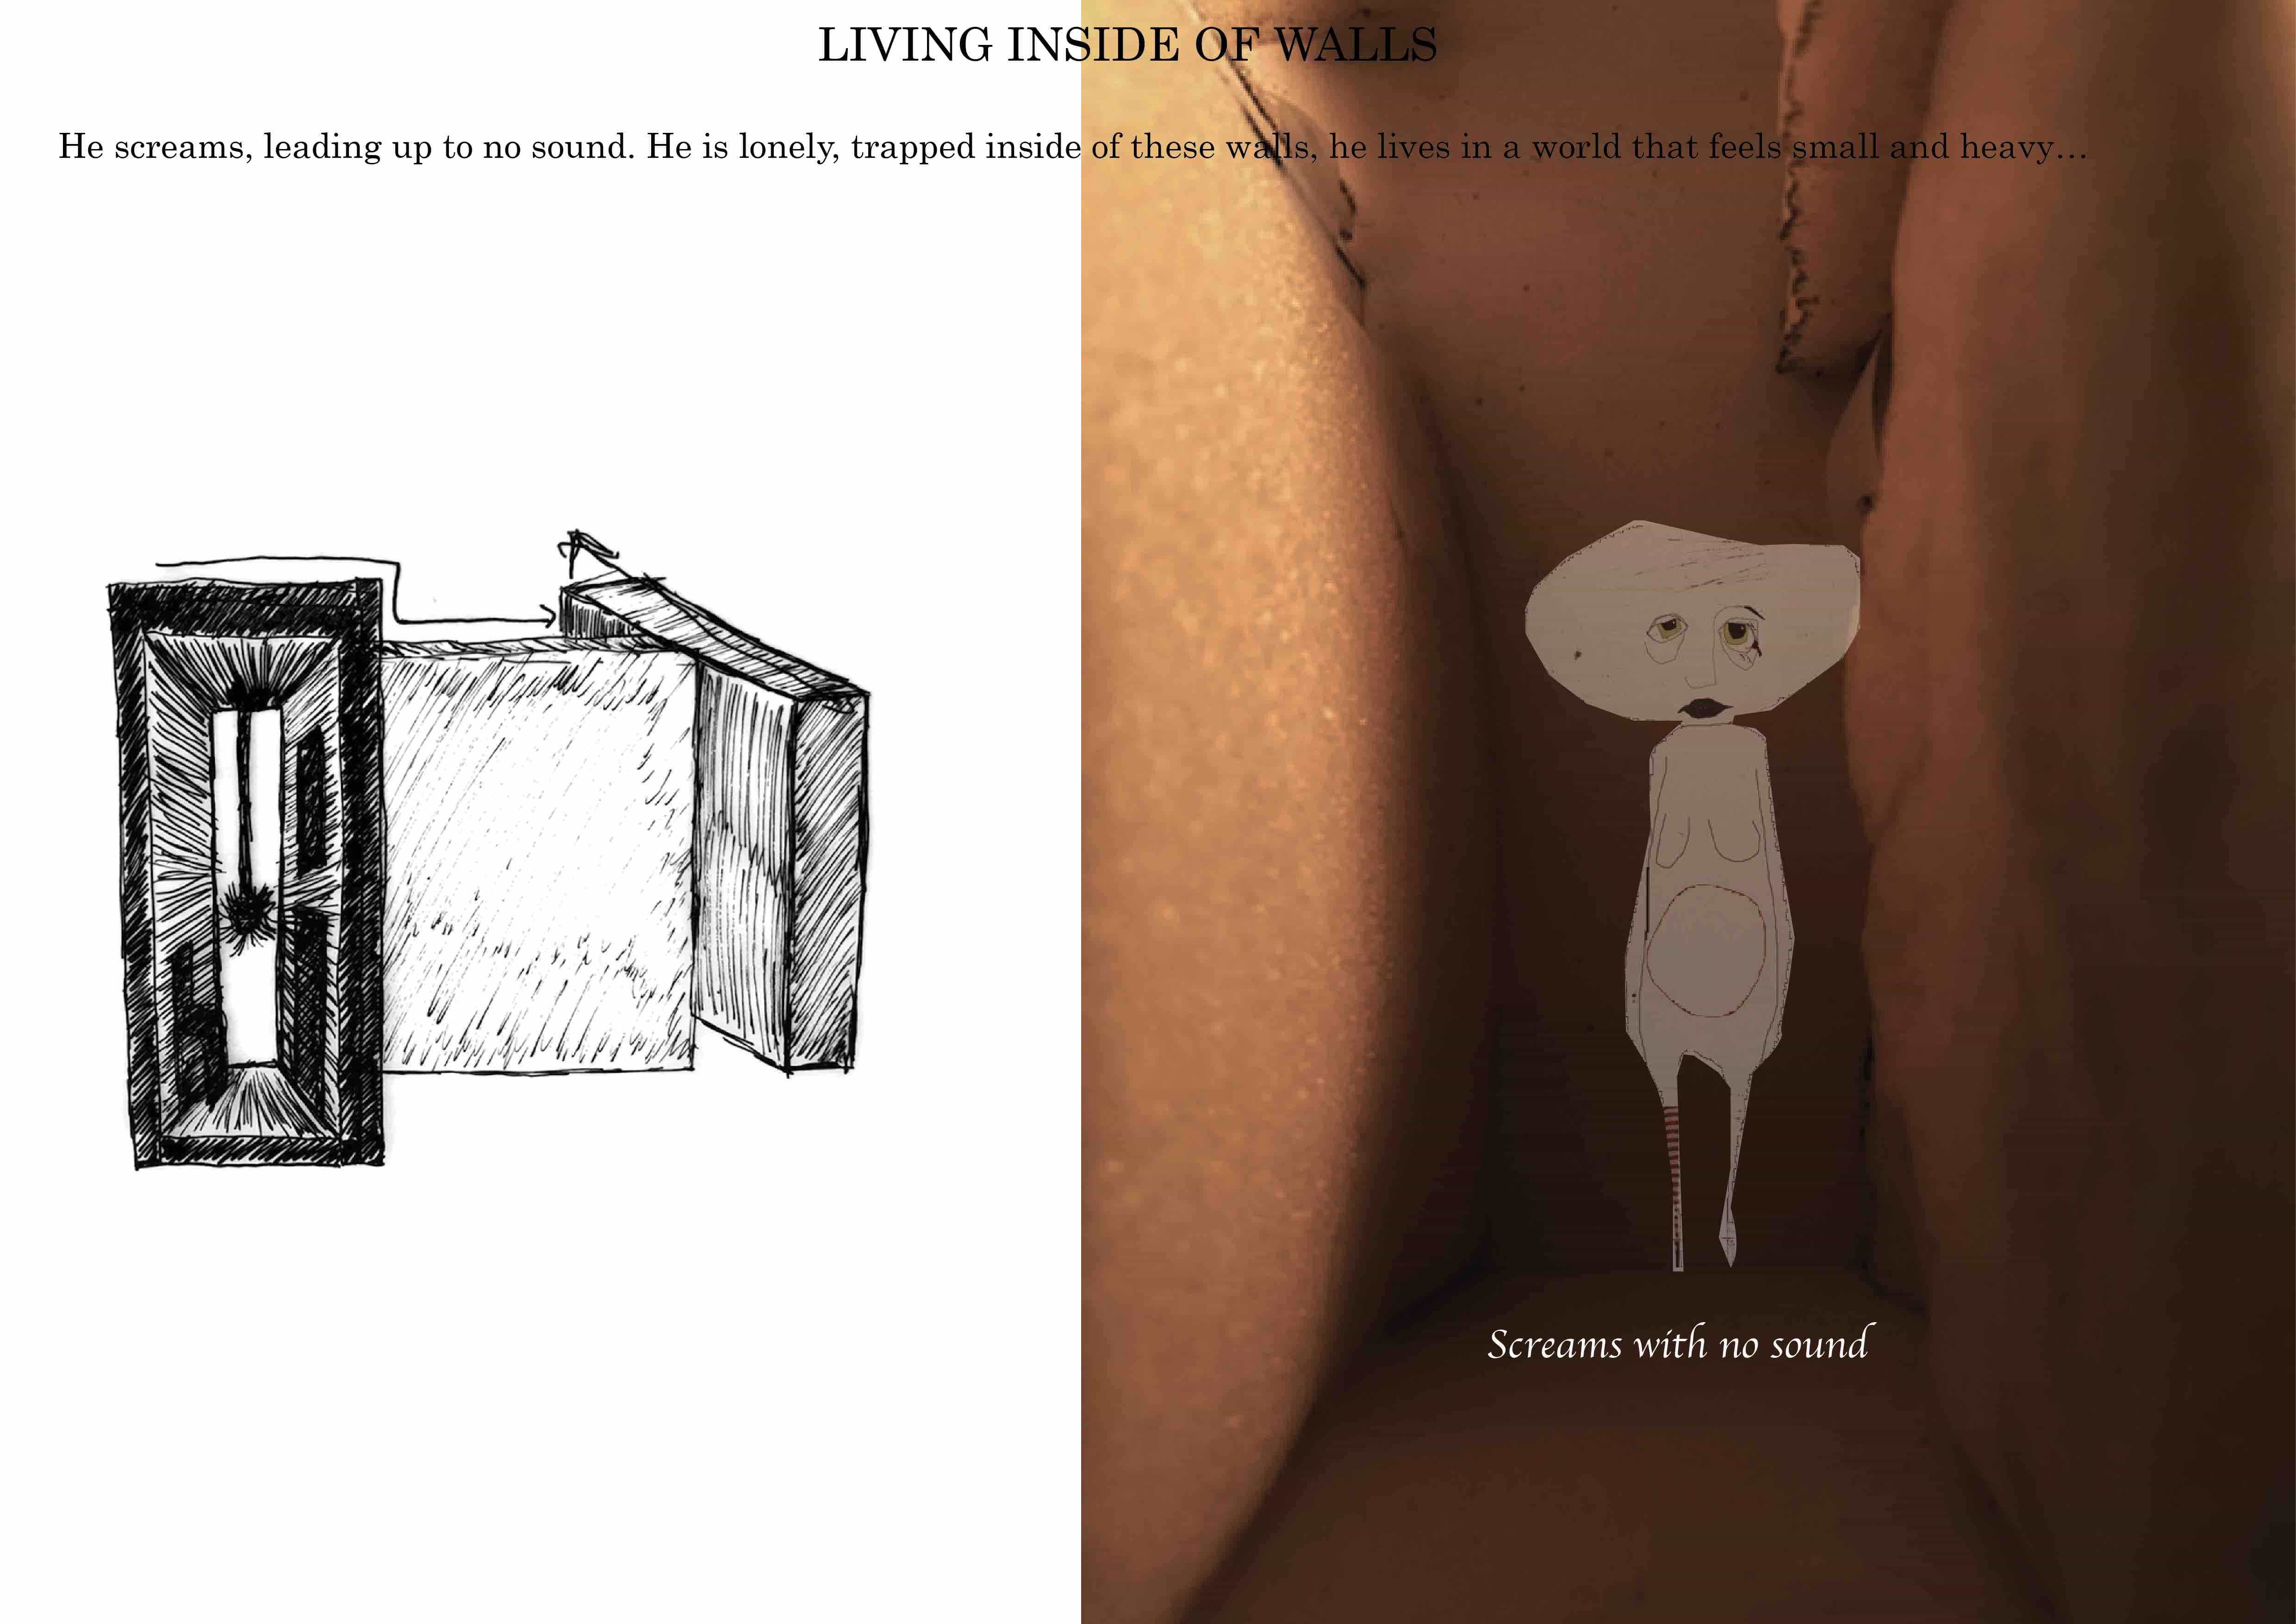 LIVING INSIDE OF WALLS
He screams, leading up to no sound. He is lonely, trapped inside of these walls, he lives in a world that feels small and heavy...
Screams with no sound